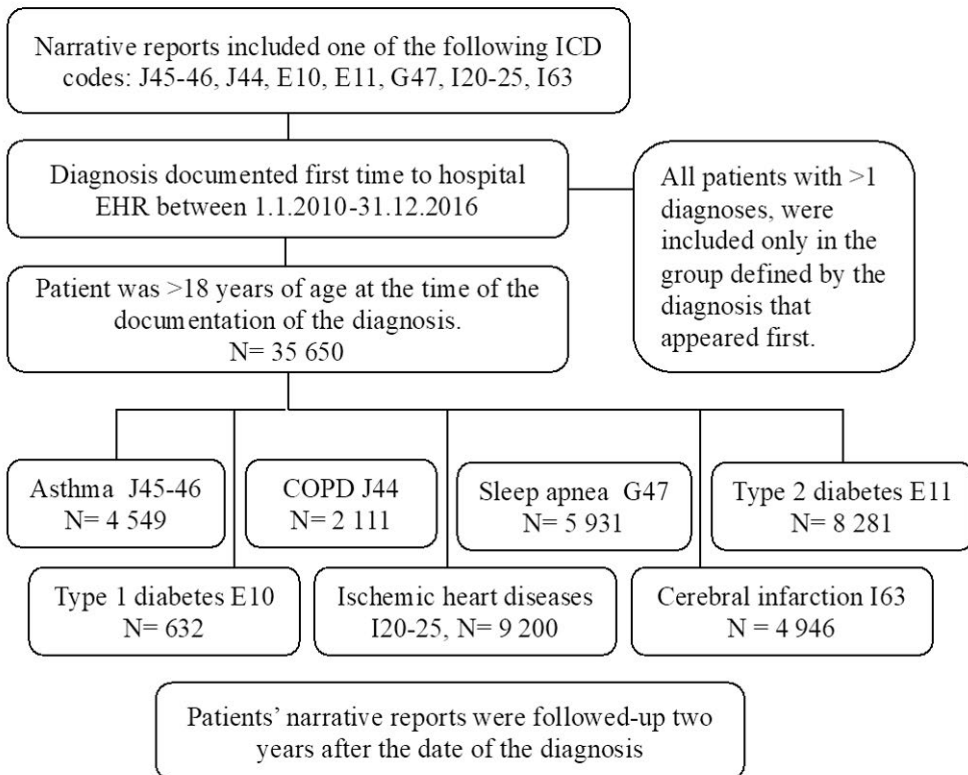 Narrative reports included one of the following ICD
codes: J45-46, J44, E10, E11, G47, I20-25, I63
Diagnosis documented first time to hospital
EHR between 1.1.2010-31.12.2016
All patients with >1
diagnoses, were
included only in the
group defined by the
diagnosis that
appeared first.
Patient was >18 years of age at the time of the
documentation of the diagnosis.
N= 35 650
Asthma J45-46
N= 4 549
COPD J44
N= 2 111
Sleep apnea G47
N= 5 931
Type 2 diabetes E11
N= 8 281
Type 1 diabetes E10
N= 632
Ischemic heart diseases
I20-25, N= 9 200
Cerebral infarction I63
N = 4 946
Patients’ narrative reports were followed-up two
years after the date of the diagnosis